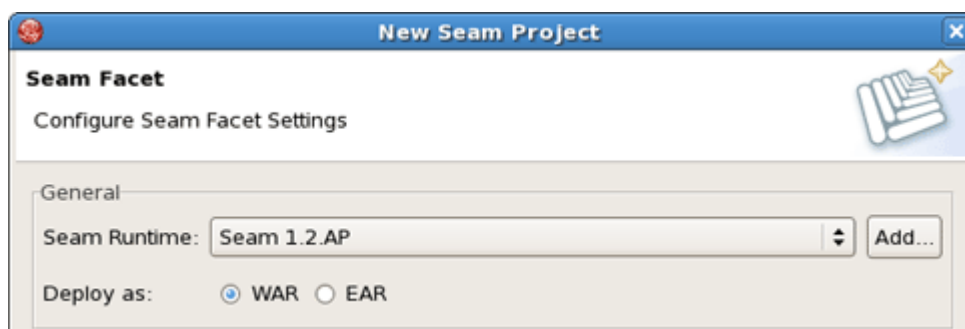 New Seam Project
Seam Facet
Configure Seam Facet Settings
General
Seam Runtime: Seam 1.2.AP Add...
Deploy as: WAR EAR